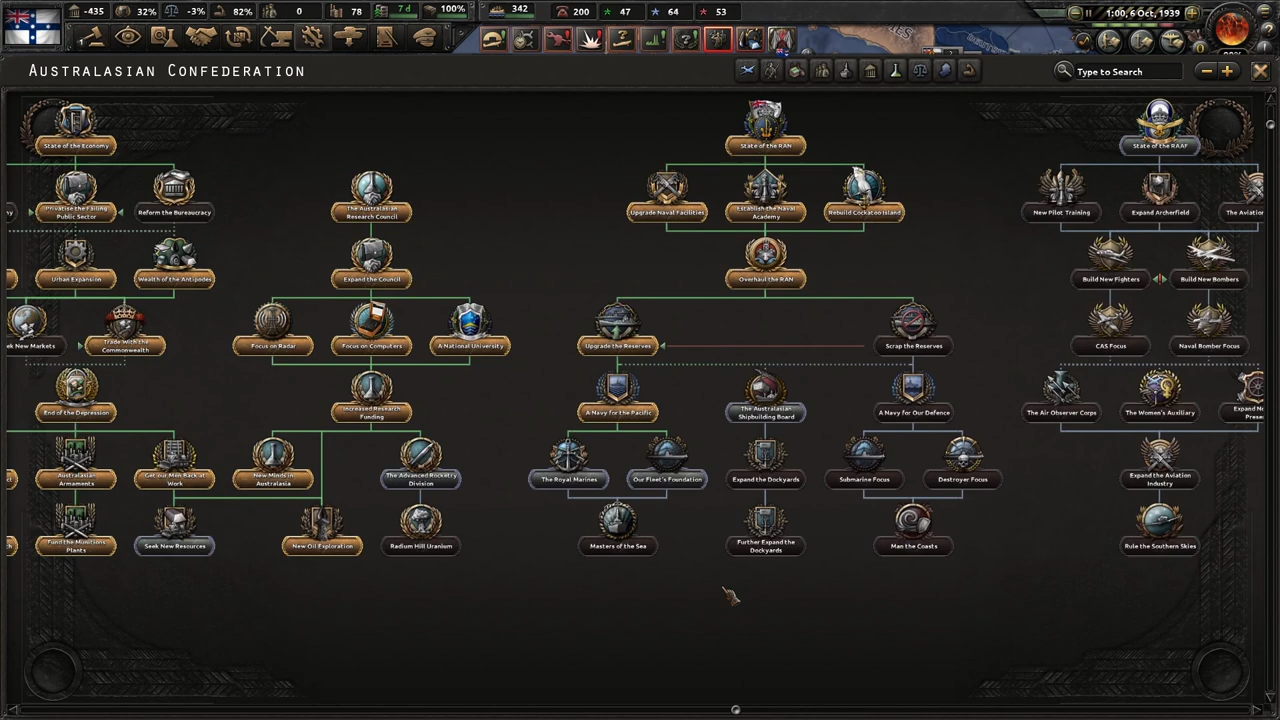 -435 32% -3% 82% 0 78 7 d 100% 342 200 47 64 53 1:00, 6 Oct, 1939
Australasian Confederation
Type to Search
State of the Economy
State of the RAN
State of the RAAF
Privatise the Failing Public Sector
Reform the Bureaucracy
The Australasian Research Council
Upgrade Naval Facilities
Establish the Naval Academy
Rebuild Cockatoo Island
New Pilot Training
Expand Archerfield
The Aviation
Urban Expansion
Wealth of the Antipodes
Expand the Council
Overhaul the RAN
Build New Fighters
Build New Bombers
New Markets
Trade With the Commonwealth
Focus on Radar
Focus on Computers
A National University
Upgrade the Reserves
Scrap the Reserves
CAS Focus
Naval Bomber Focus
End of the Depression
Increased Research Funding
A Navy for the Pacific
The Australasian Shipbuilding Board
A Navy for Our Defence
The Air Observer Corps
The Women's Auxiliary
Australasian Armaments
Get our Men Back at Work
New Minds in Australasia
The Advanced Rocketry Division
The Royal Marines
Our Fleet's Foundation
Expand the Dockyards
Submarine Focus
Destroyer Focus
Expand the Aviation Industry
Fund the Munitions Plants
Seek New Resources
New Oil Exploration
Radium Hill Uranium
Masters of the Sea
Further Expand the Dockyards
Man the Coasts
Rule the Southern Skies